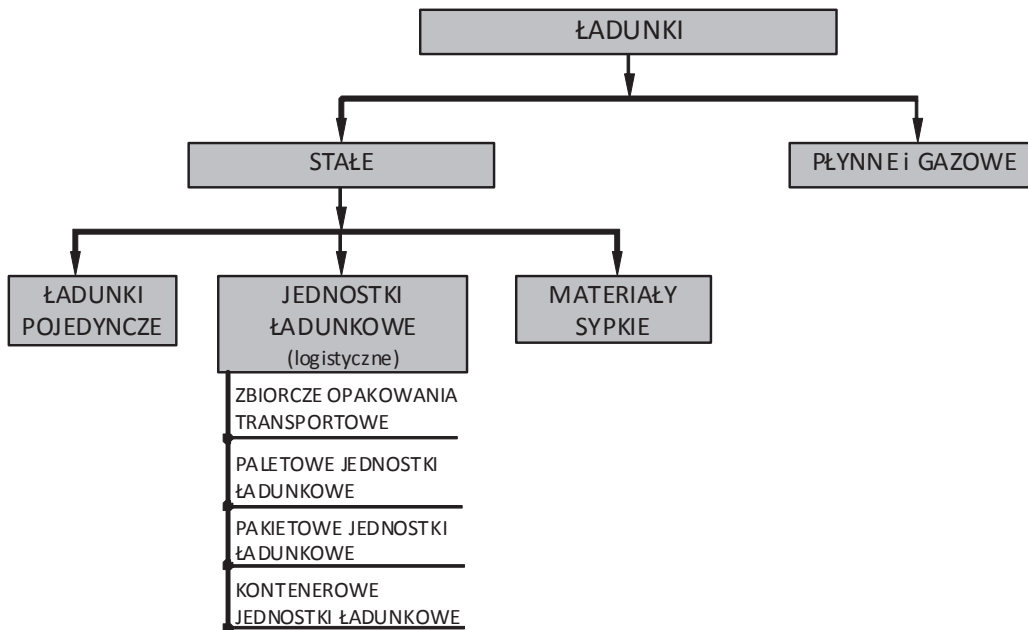 ŁADUNKI
STAŁE
PŁYNNE i GAZOWE
ŁADUNKI
POJEDYNCZE
JEDNOSTKI
ŁADUNKOWE
(logistyczne)
MATERIAŁY
SYPKIE
ZBIORCZE OPAKOWANIA
TRANSPORTOWE
PALETOWE JEDNOSTKI
ŁADUNKOWE
PAKIETOWE JEDNOSTKI
ŁADUNKOWE
KONTENEROWE
JEDNOSTKI ŁADUNKOWE